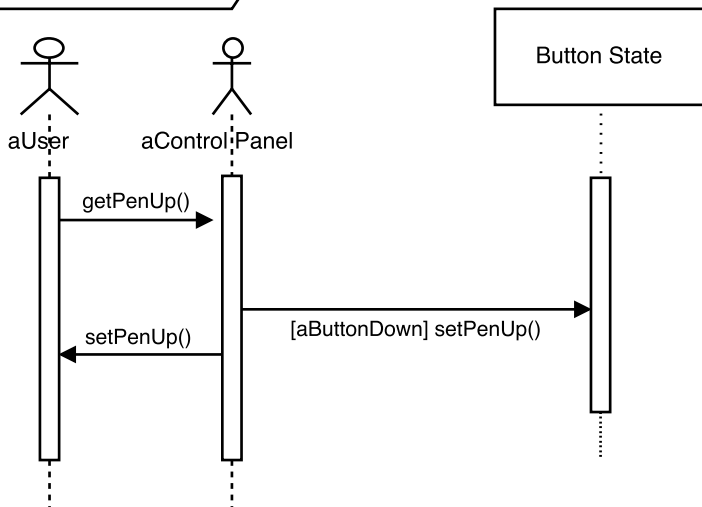 Button State
aUser
aControl Panel
getPenUp()
[aButtonDown] setPenUp()
setPenUp()